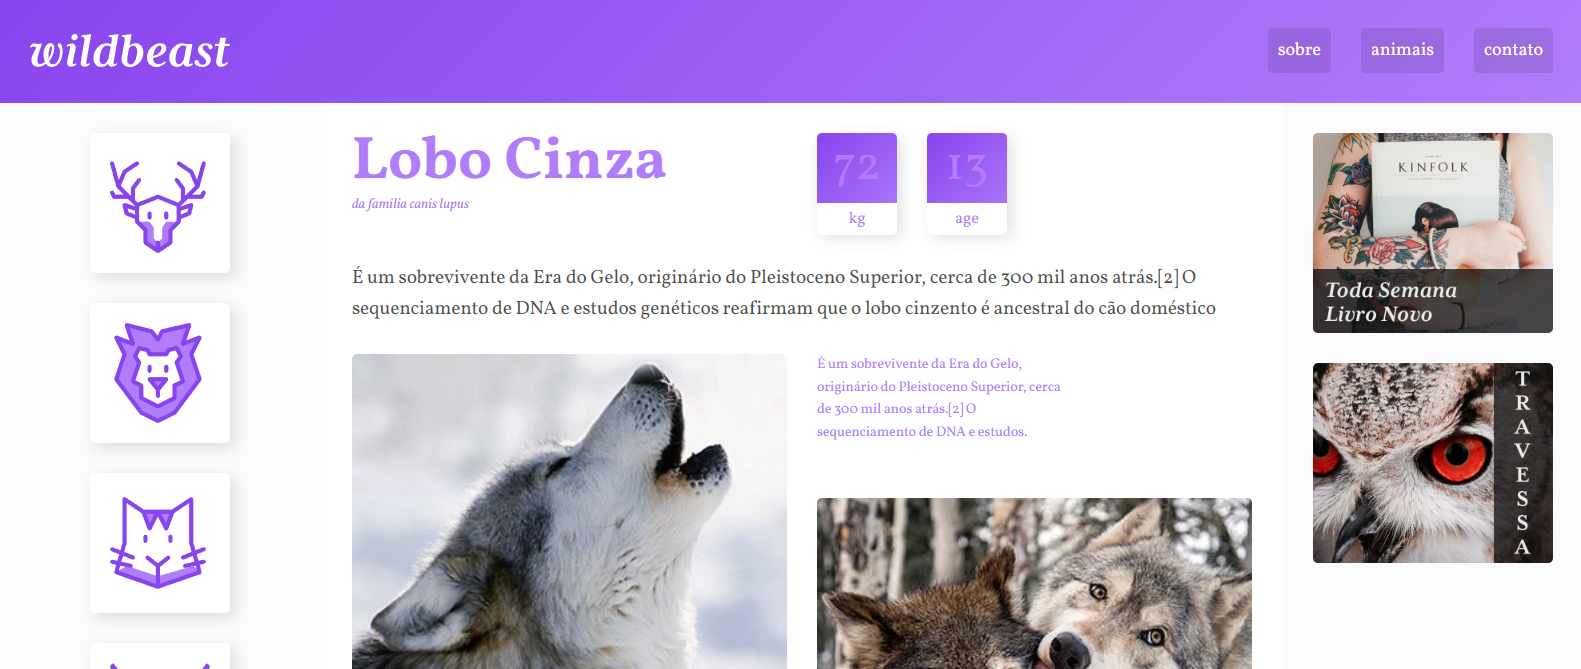 wildbeast
sobre
animais
contato
Lobo Cinza
da família canis lupus
72
kg
13
age
É um sobrevivente da Era do Gelo, originário do Pleistoceno Superior, cerca de 300 mil anos atrás.[2] O
sequenciamento de DNA e estudos genéticos reafirmam que o lobo cinzento é ancestral do cão doméstico
É um sobrevivente da Era do Gelo,
originário do Pleistoceno Superior, cerca
de 300 mil anos atrás.[2] O
sequenciamento de DNA e estudos.
KINFOLK
Toda Semana
Livro Novo
TRAVESSA